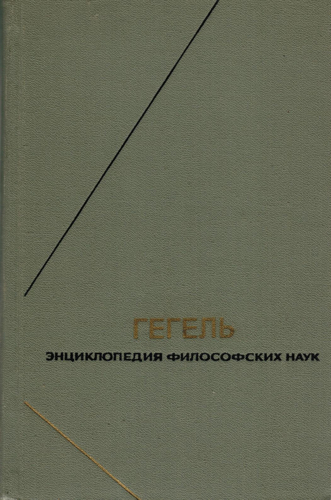 ГЕГЕЛЬ
ЭНЦИКЛОПЕДИЯ ФИЛОСОФСКИХ НАУК